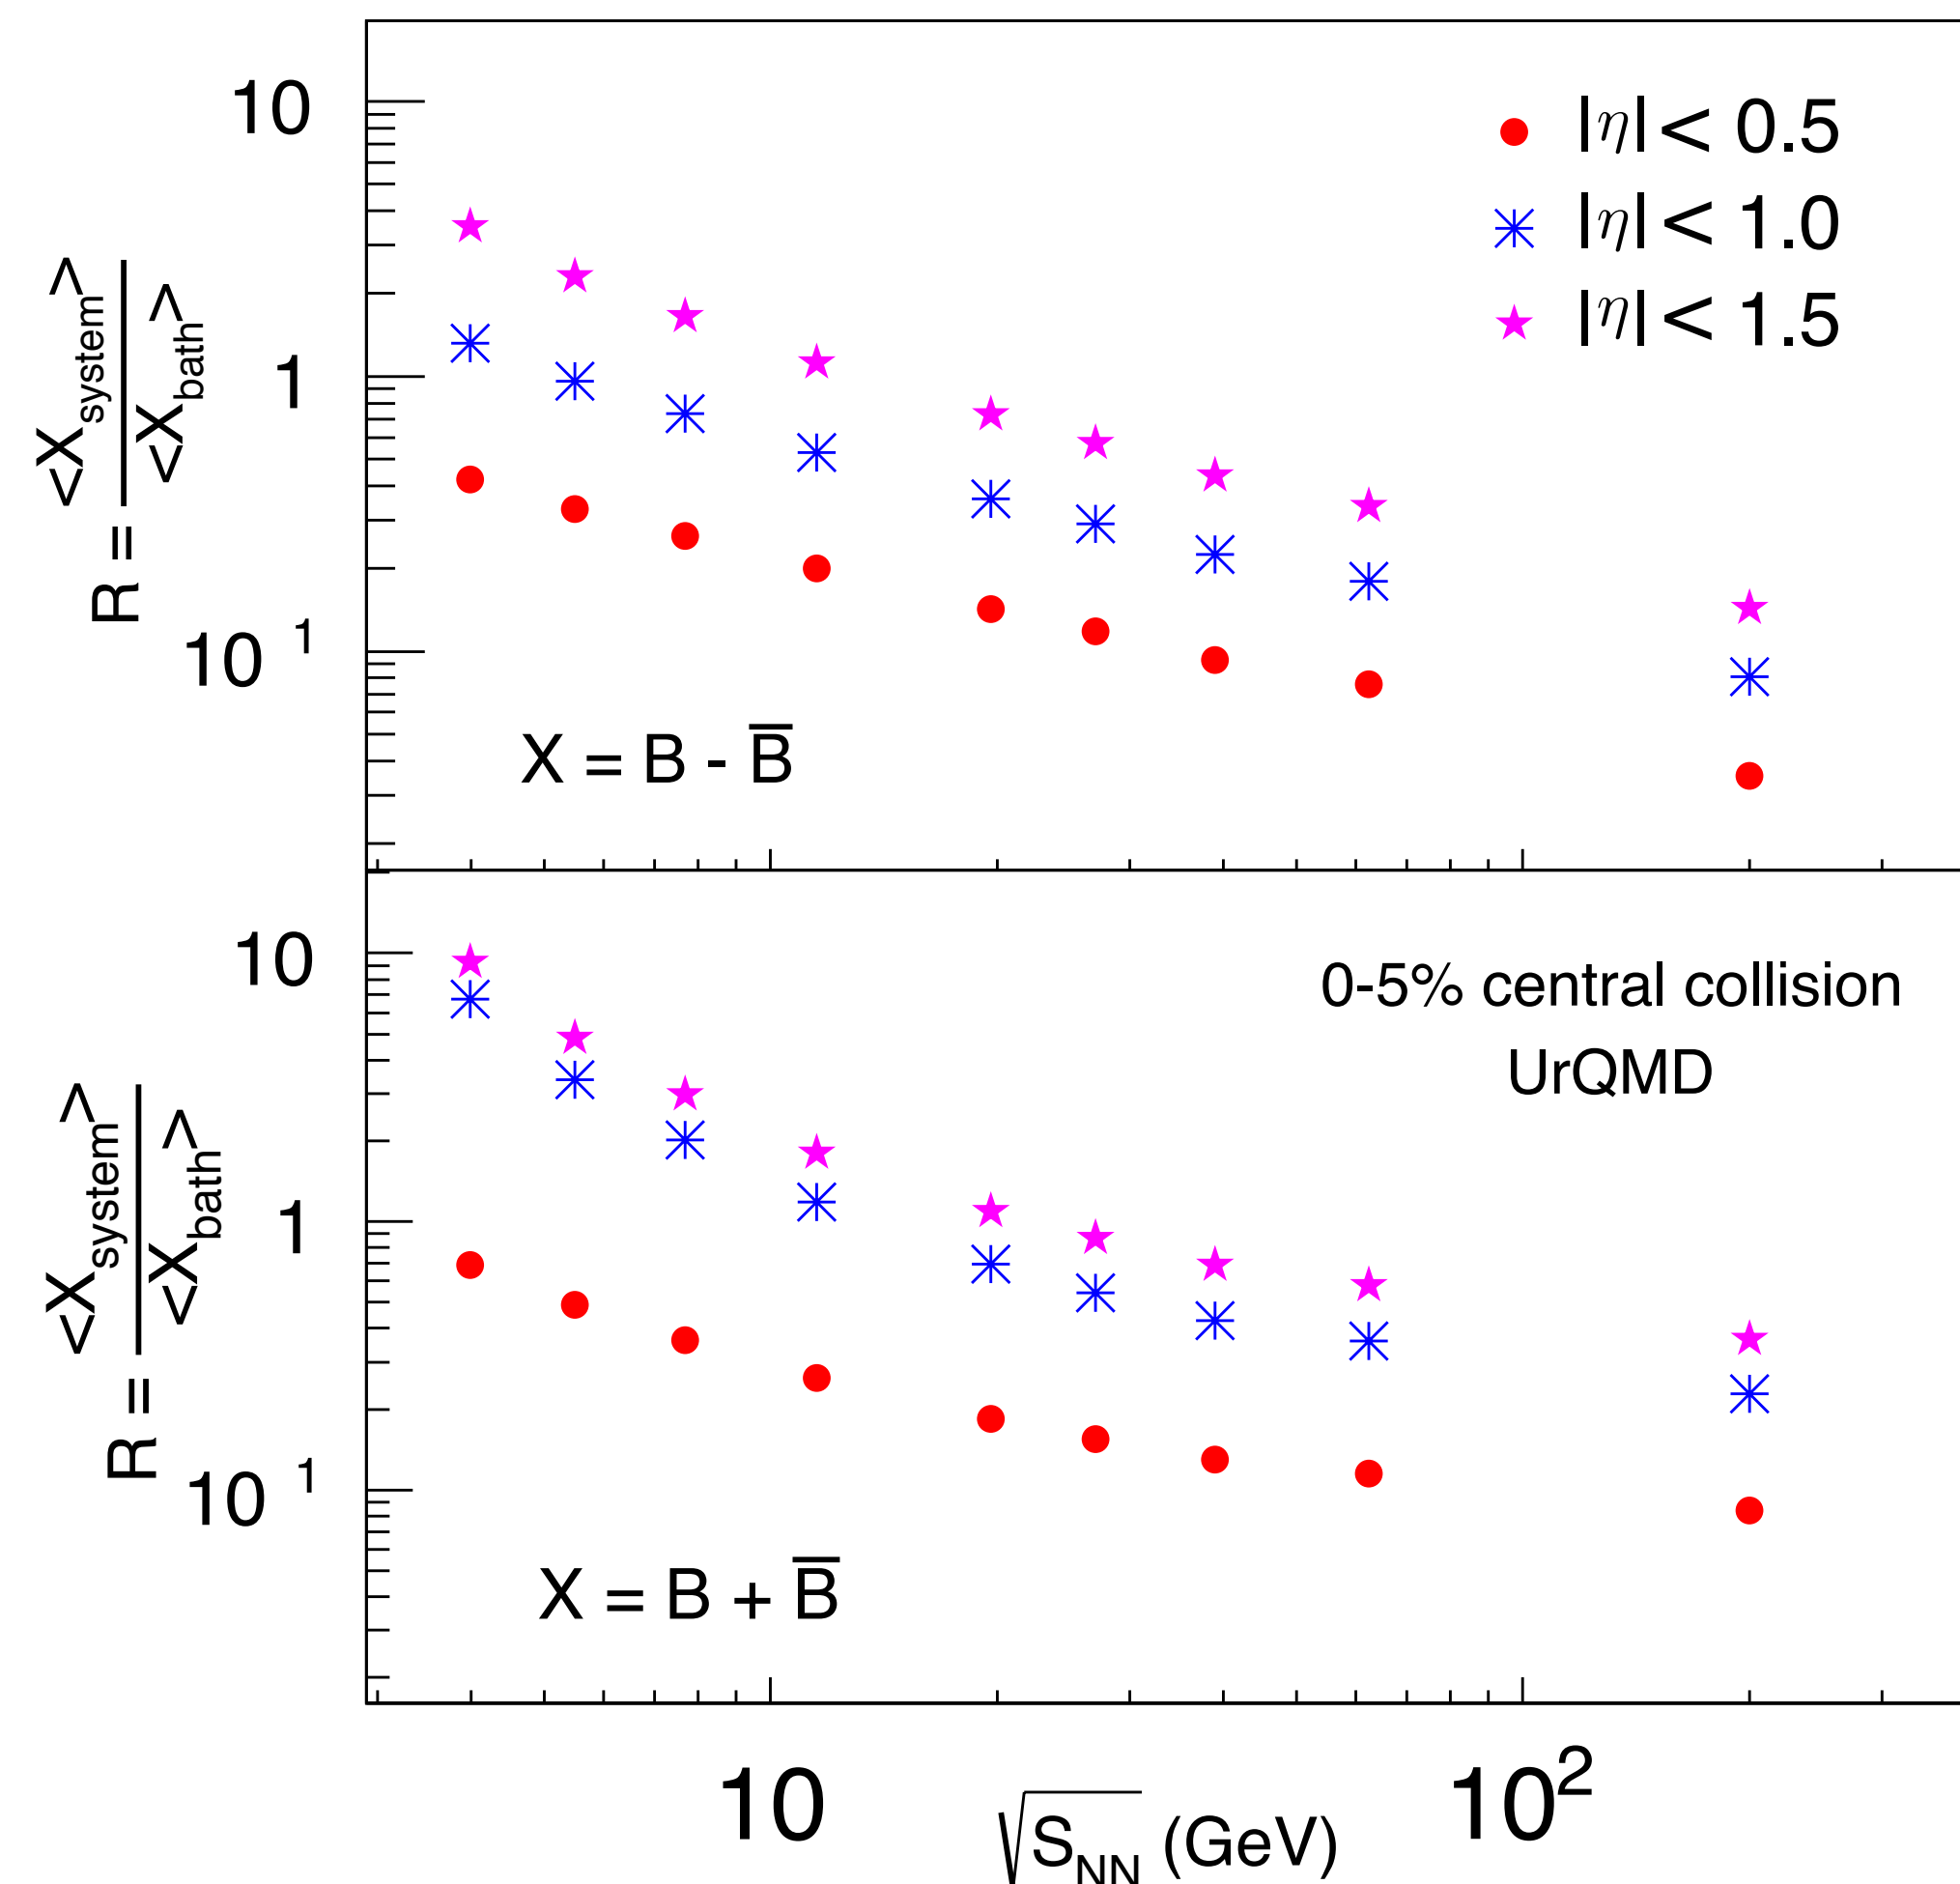 10
1
10 1
R = <X_system> / <X_bath>
|η| < 0.5
|η| < 1.0
|η| < 1.5
X = B - B̅
10
1
10 1
R = <X_system> / <X_bath>
0-5% central collision
UrQMD
X = B + B̅
10
10²
√S_NN (GeV)